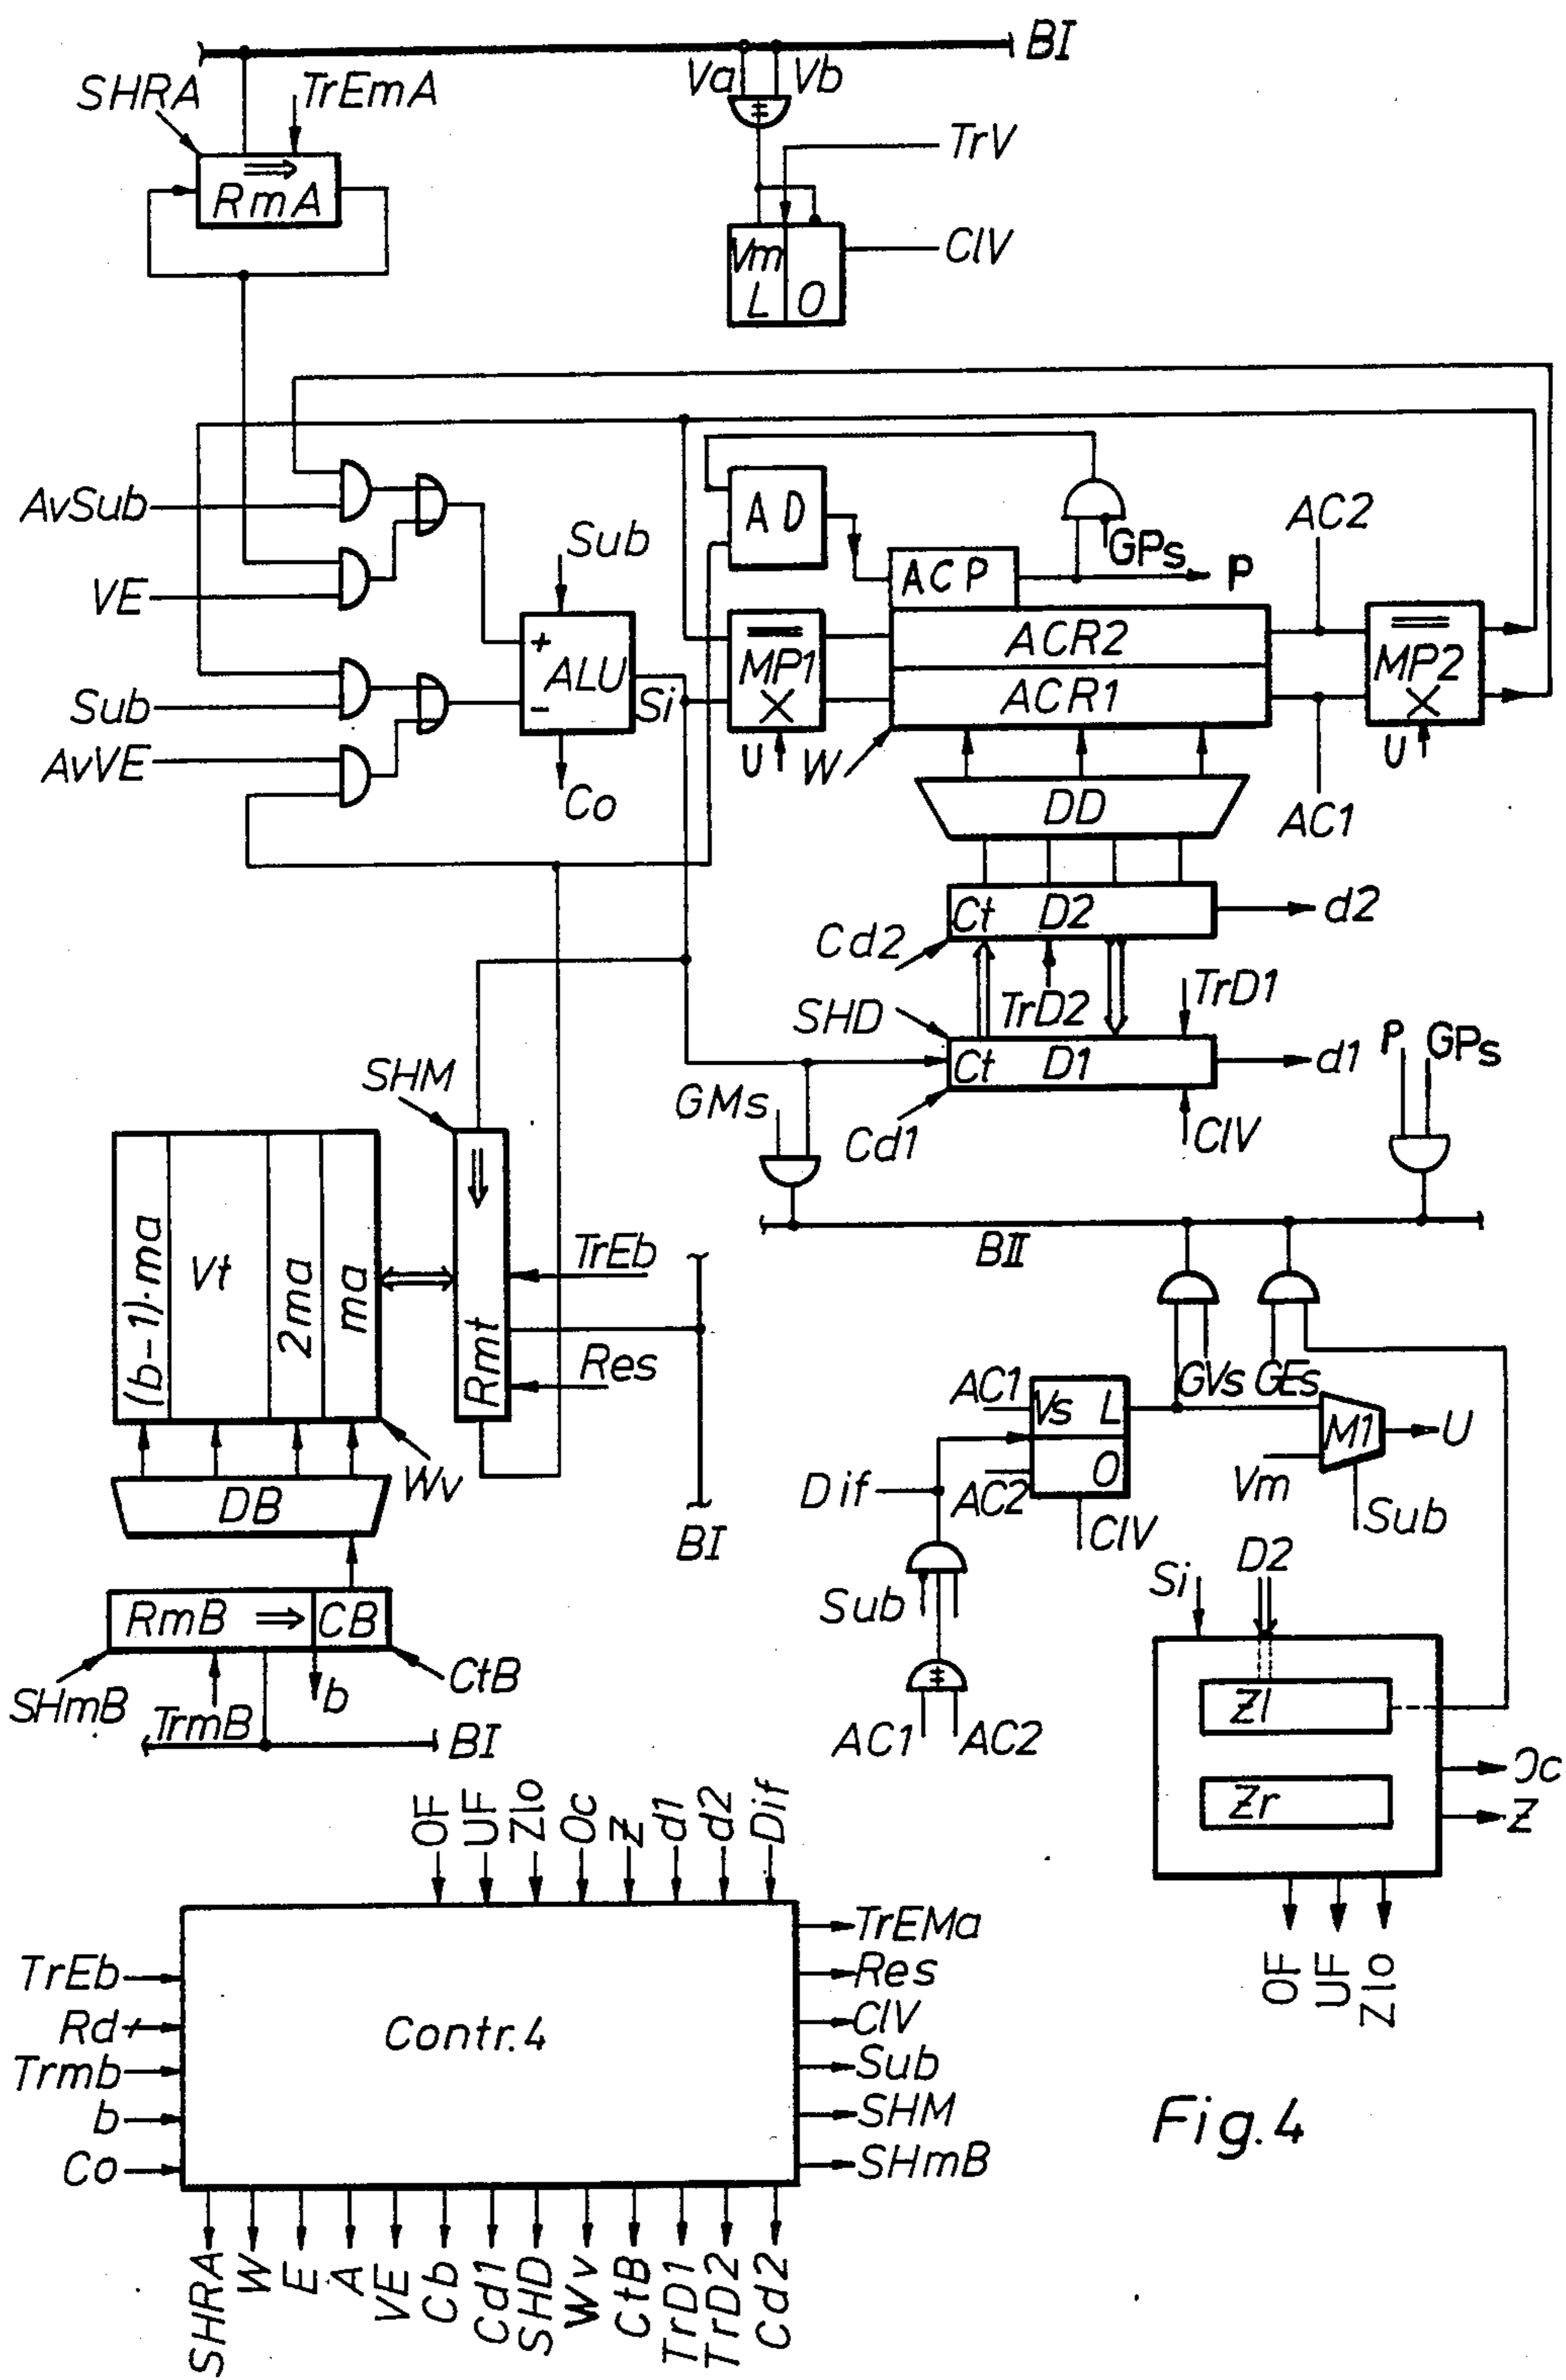 BI
SHRA
TrEmA
RmA
Va
Vb
TrV
Vm
L
O
ClV
AvSub
VE
Sub
AvVE
Sub
+
ALU
-
Si
Co
AD
ACP
GPs
P
AC2
MP1
U
W
ACR2
ACR1
MP2
U
AC1
DD
Ct D2
d2
Cd2
TrD2
TrD1
SHD
Ct D1
d1
Cd1
ClV
P
GPs
GMs
BII
SHM
(b-1)·ma
Vt
2ma
ma
Rmt
TrEb
Res
Wv
BI
DB
RmB
CB
SHmB
TrmB
b
CtB
BI
GVs
GEs
AC1
Vs L
O
AC2
Dif
ClV
M1
U
Vm
Sub
Sub
AC1
AC2
Si
D2
Zl
Zr
Oc
Z
OF
UF
Zlo
OF
UF
Zlo
Oc
z
d1
d2
Dif
TrEb
Rd
Trmb
b
Co
Contr.4
TrEMa
Res
ClV
Sub
SHM
SHmB
SHRA
W
E
A
VE
Cb
Cd1
SHD
Wv
CtB
TrD1
TrD2
Cd2
Fig.4